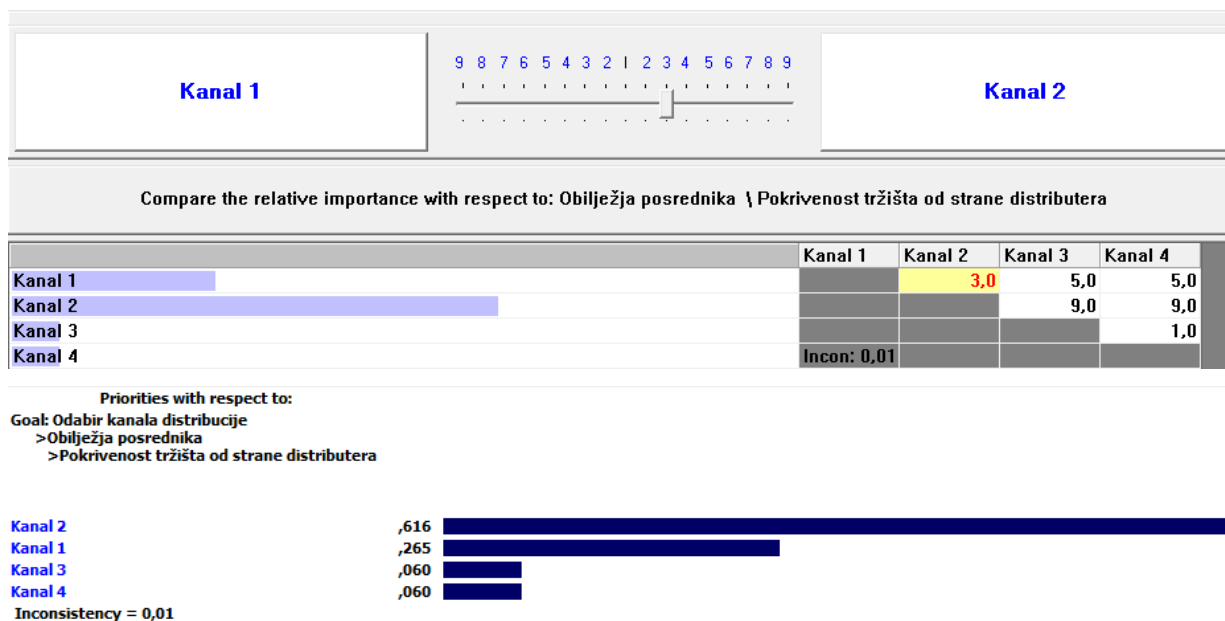 Kanal 1 9 8 7 6 5 4 3 2 | 2 3 4 5 6 7 8 9 Kanal 2
Compare the relative importance with respect to: Obilježja posrednika \ Pokrivenost tržišta od strane distributera
Kanal 1 Kanal 2 Kanal 3 Kanal 4
Kanal 1 3,0 5,0 5,0
Kanal 2 9,0 9,0
Kanal 3 1,0
Kanal 4 Incon: 0,01
Priorities with respect to:
Goal: Odabir kanala distribucije
>Obilježja posrednika
>Pokrivenost tržišta od strane distributera
Kanal 2 ,616
Kanal 1 ,265
Kanal 3 ,060
Kanal 4 ,060
Inconsistency = 0,01